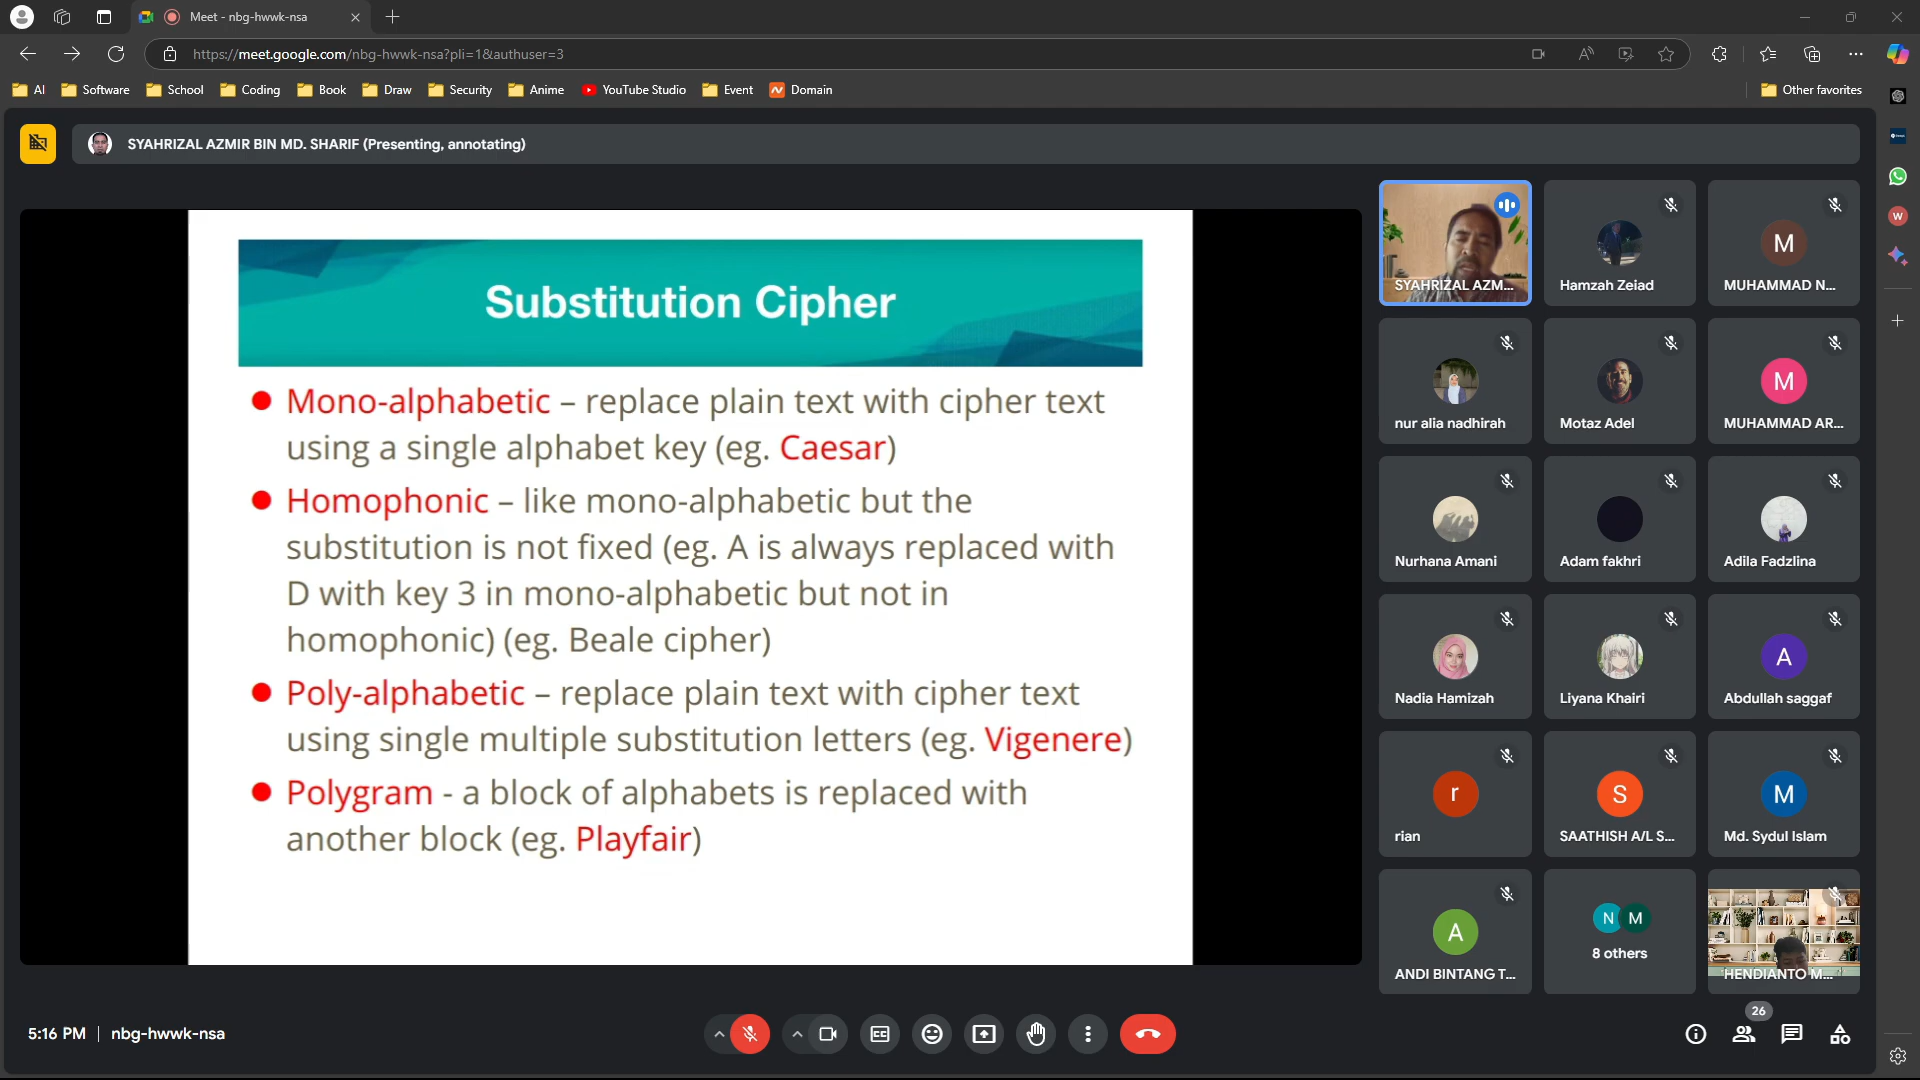 Meet - nbg-hwwk-nsa
https://meet.google.com/nbg-hwwk-nsa?pli=1&authuser=3
AI
Software
School
Coding
Book
Draw
Security
Anime
YouTube Studio
Event
Domain
Other favorites
SYAHRIZAL AZMIR BIN MD. SHARIF (Presenting, annotating)
Substitution Cipher
Mono-alphabetic – replace plain text with cipher text
using a single alphabet key (eg. Caesar)
Homophonic – like mono-alphabetic but the
substitution is not fixed (eg. A is always replaced with
D with key 3 in mono-alphabetic but not in
homophonic) (eg. Beale cipher)
Poly-alphabetic – replace plain text with cipher text
using single multiple substitution letters (eg. Vigenere)
Polygram - a block of alphabets is replaced with
another block (eg. Playfair)
SYAHRIZAL AZM...
Hamzah Zeiad
M
MUHAMMAD N...
nur alia nadhirah
Motaz Adel
M
MUHAMMAD AR...
Nurhana Amani
Adam fakhri
Adila Fadzlina
Nadia Hamizah
Liyana Khairi
A
Abdullah saggaf
r
rian
S
SAATHISH A/L S...
M
Md. Sydul Islam
A
ANDI BINTANG T...
N M
8 others
HENDIANTO M...
5:16 PM | nbg-hwwk-nsa
26
W